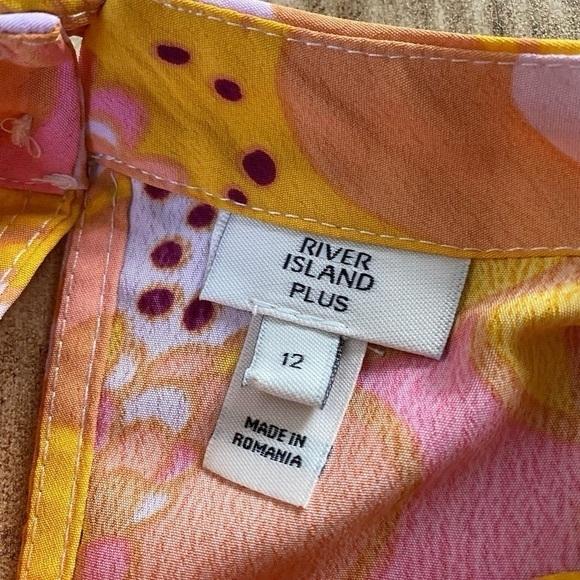 RIVER
ISLAND
PLUS
12
MADE IN
ROMANIA